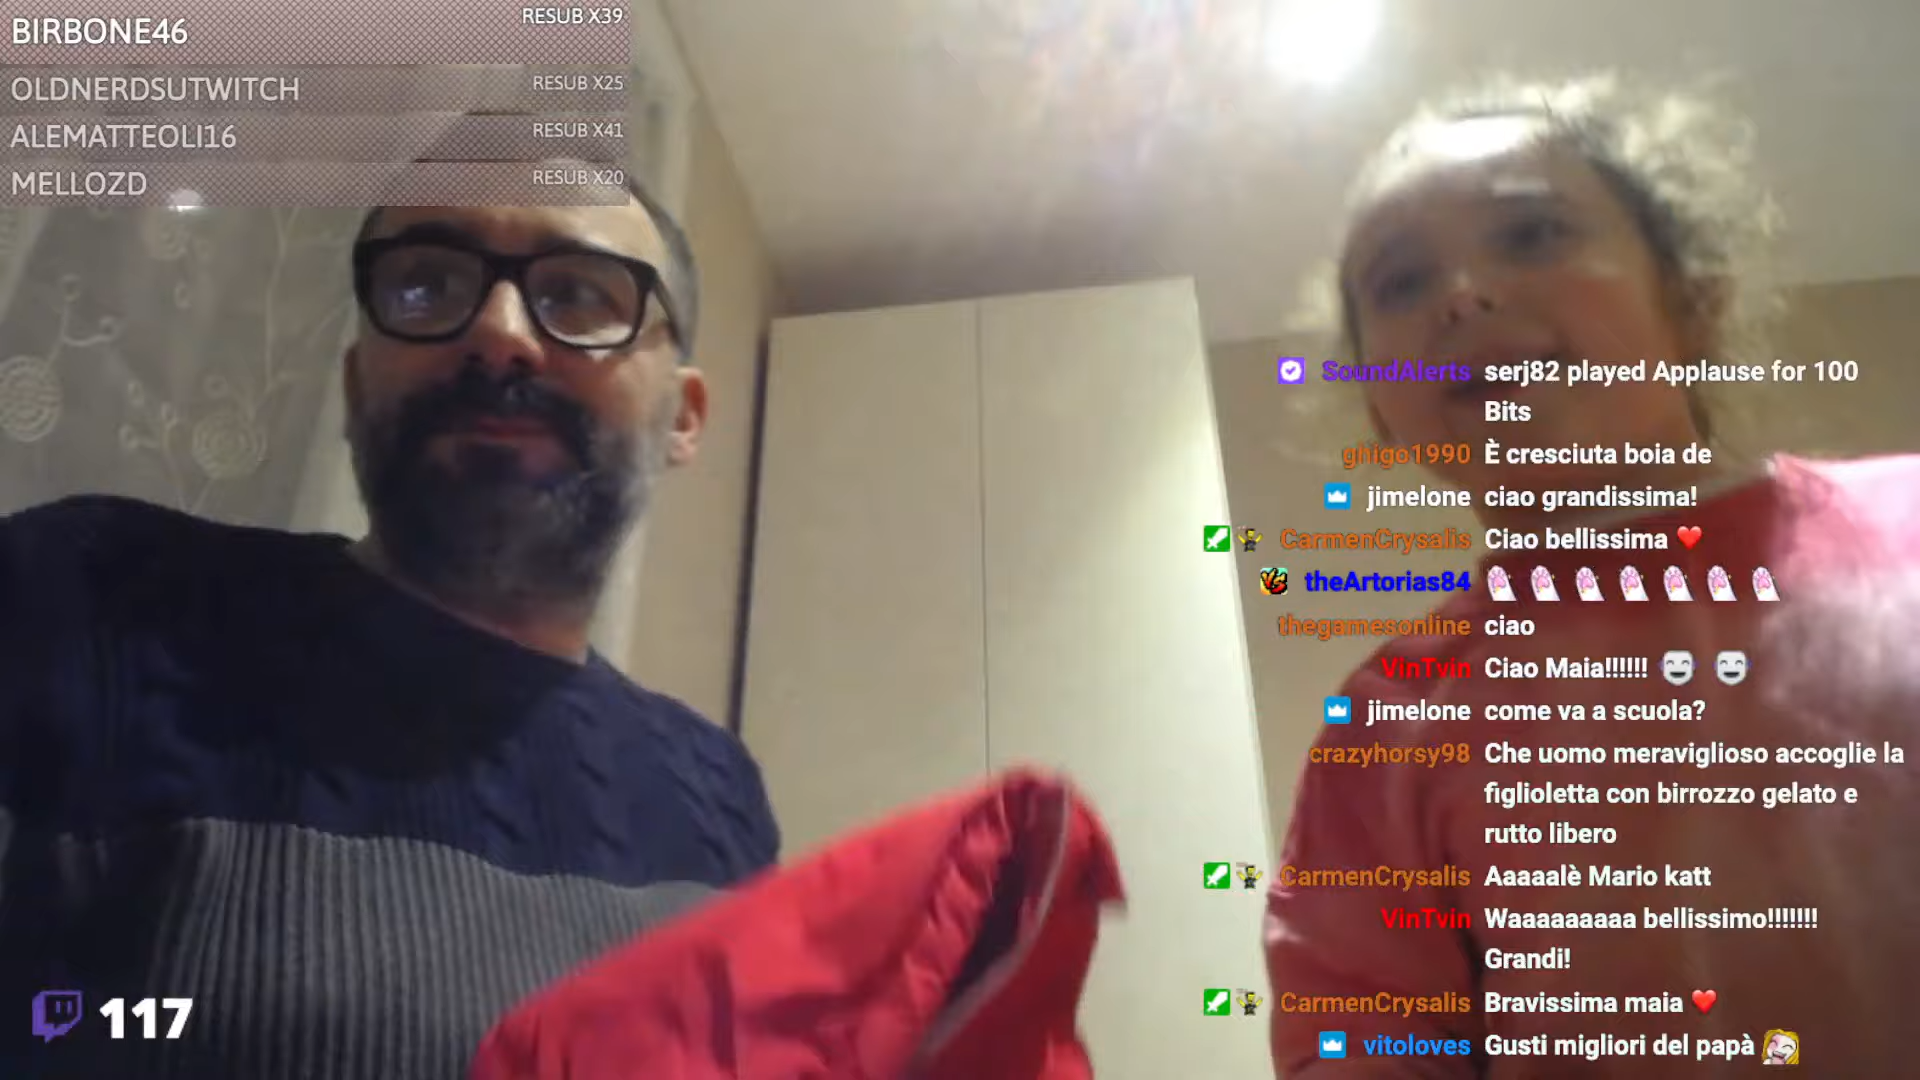 BIRBONE46 RESUB X39
OLDNERDSUTWITCH RESUB X25
ALEMATTEOLI16 RESUB X41
MELLOZD RESUB X20
SoundAlerts serj82 played Applause for 100
Bits
ghigo1990 È cresciuta boia de
jimelone ciao grandissima!
CarmenCrysalis Ciao bellissima ❤️
theArtorias84
thegamesonline ciao
VinTvin Ciao Maia!!!!!!
jimelone come va a scuola?
crazyhorsy98 Che uomo meraviglioso accoglie la
figlioletta con birrozzo gelato e
rutto libero
CarmenCrysalis Aaaaalè Mario katt
VinTvin Waaaaaaaaa bellissimo!!!!!!!
Grandi!
CarmenCrysalis Bravissima maia ❤️
vitoloves Gusti migliori del papà
117